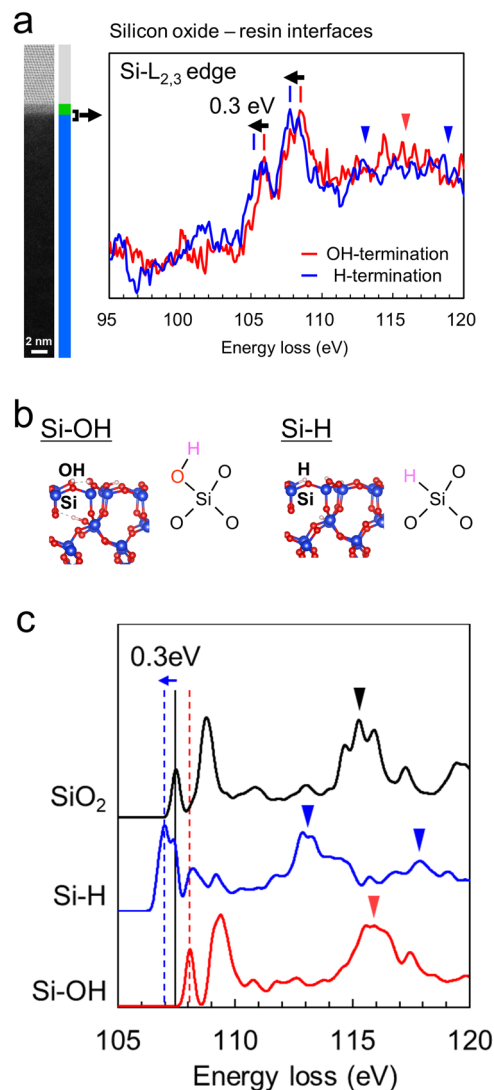 a
Silicon oxide – resin interfaces
Si-L2,3 edge
0.3 eV
OH-termination
H-termination
2 nm
95 100 105 110 115 120
Energy loss (eV)
b
Si-OH
Si-H
OH
Si
H
O
Si
O
O
O
H
Si
H
Si
O
O
O
c
0.3eV
SiO2
Si-H
Si-OH
105 110 115 120
Energy loss (eV)